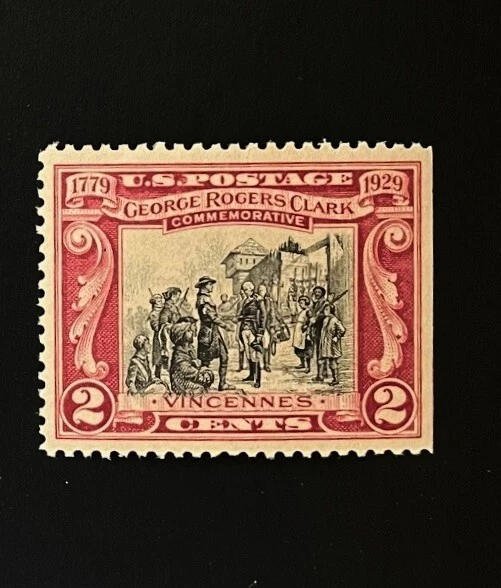 1779 U.S. POSTAGE 1929
GEORGE ROGERS CLARK
COMMEMORATIVE
· VINCENNES ·
2 CENTS 2